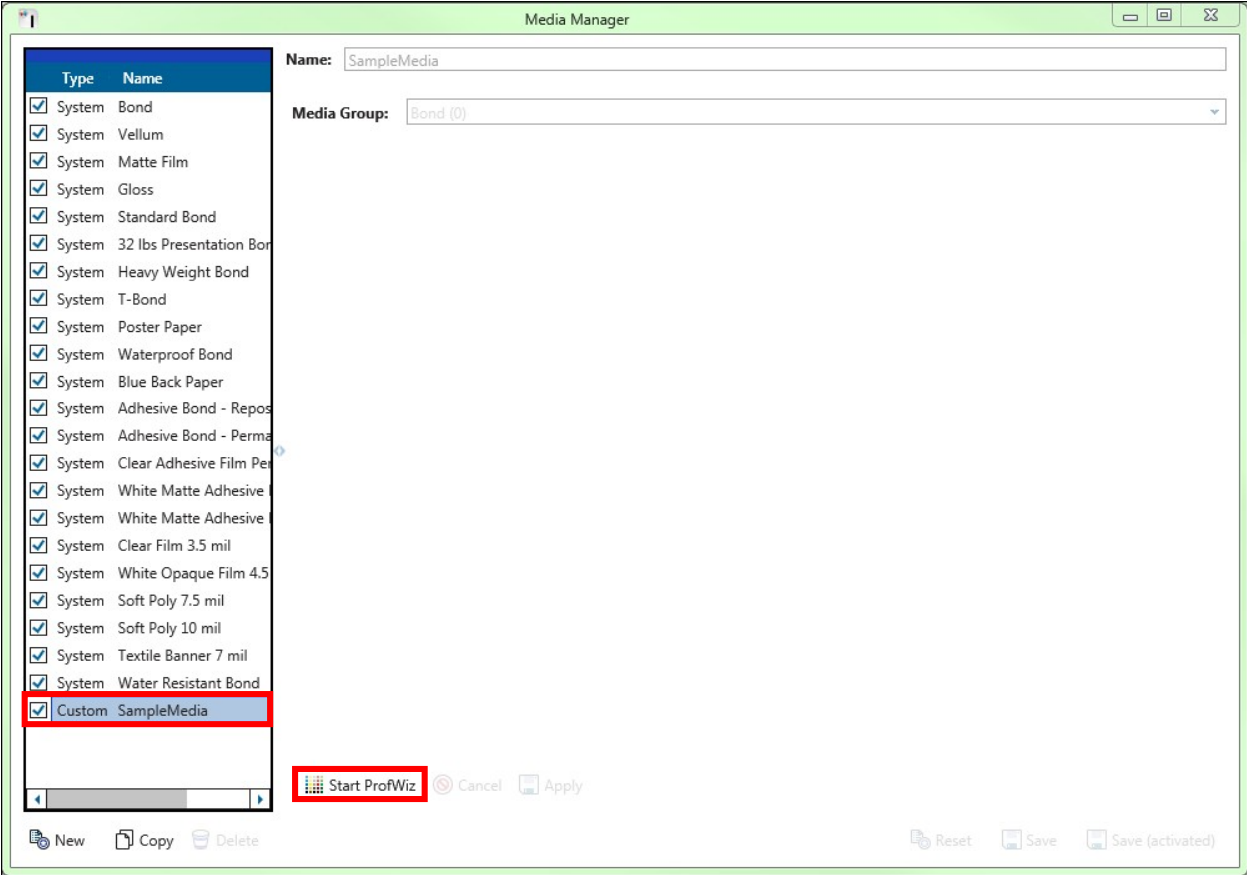 Media Manager
Type Name
System Bond
System Vellum
System Matte Film
System Gloss
System Standard Bond
System 32 lbs Presentation Bor
System Heavy Weight Bond
System T-Bond
System Poster Paper
System Waterproof Bond
System Blue Back Paper
System Adhesive Bond - Repos
System Adhesive Bond - Perma
System Clear Adhesive Film Per
System White Matte Adhesive
System White Matte Adhesive
System Clear Film 3.5 mil
System White Opaque Film 4.5
System Soft Poly 7.5 mil
System Soft Poly 10 mil
System Textile Banner 7 mil
System Water Resistant Bond
Custom SampleMedia
Name: SampleMedia
Media Group: Bond (0)
Start ProfWiz Cancel Apply
New Copy Delete Reset Save Save (activated)